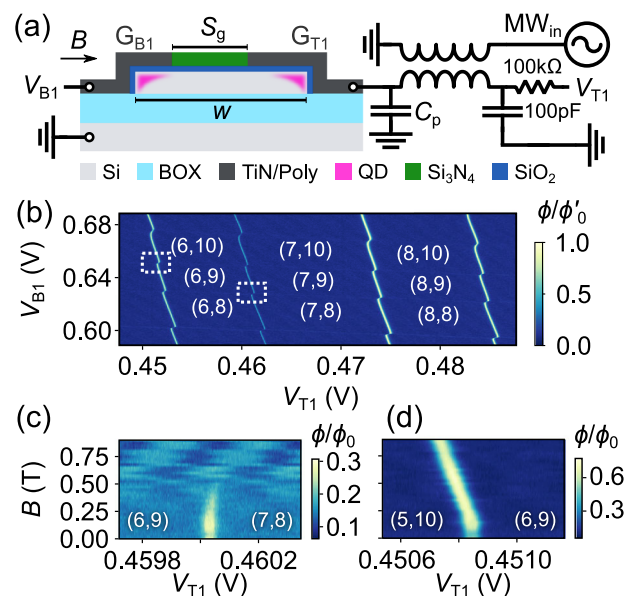 (a)
B
G_B1
S_g
G_T1
MW_in
V_B1
100kΩ
V_T1
w
C_p
100pF
Si
BOX
TiN/Poly
QD
Si₃N₄
SiO₂
(b)
ϕ/ϕ′₀
V_B1 (V)
0.68
0.64
0.60
(6,10)
(7,10)
(8,10)
(6,9)
(7,9)
(8,9)
(6,8)
(7,8)
(8,8)
1.0
0.5
0.0
0.45
0.46
0.47
0.48
V_T1 (V)
(c)
ϕ/ϕ₀
B (T)
0.75
0.50
0.25
0.00
(6,9)
(7,8)
0.3
0.2
0.1
0.4598
0.4602
V_T1 (V)
(d)
ϕ/ϕ₀
(5,10)
(6,9)
0.6
0.3
0.4506
0.4510
V_T1 (V)